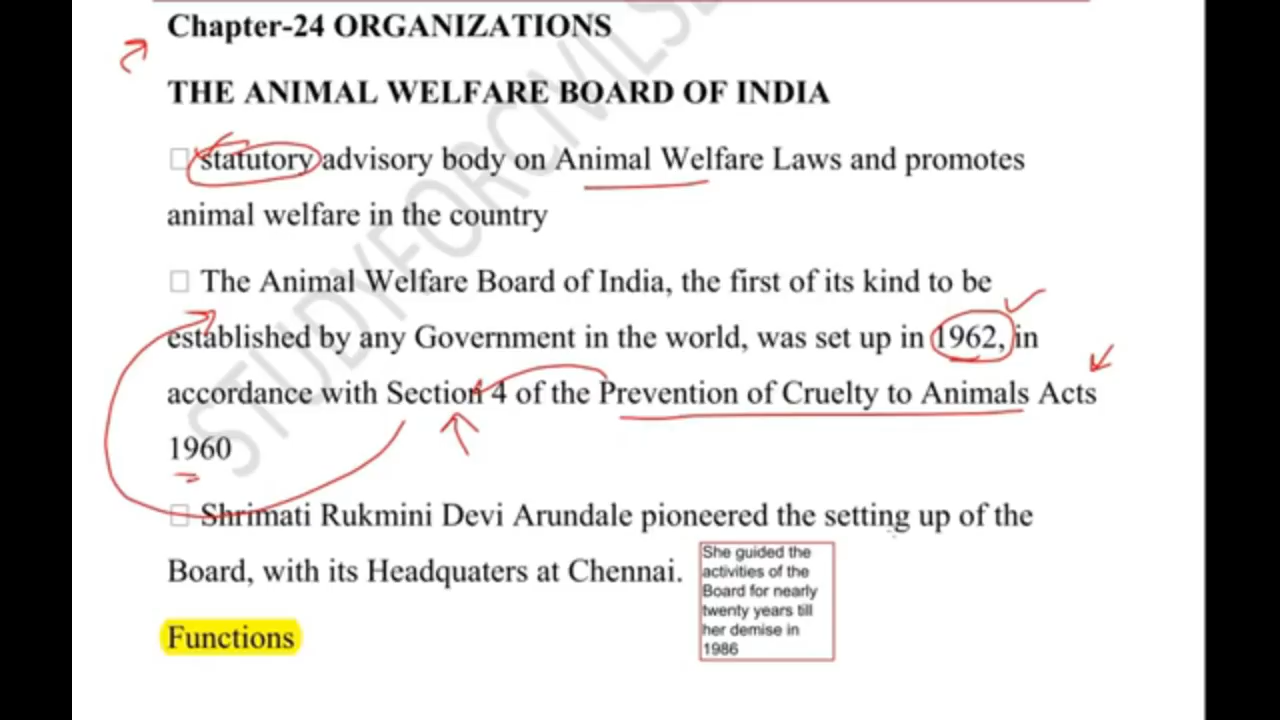 Chapter-24 ORGANIZATIONS
THE ANIMAL WELFARE BOARD OF INDIA
statutory advisory body on Animal Welfare Laws and promotes
animal welfare in the country
The Animal Welfare Board of India, the first of its kind to be
established by any Government in the world, was set up in 1962, in
accordance with Section 4 of the Prevention of Cruelty to Animals Acts
1960
Shrimati Rukmini Devi Arundale pioneered the setting up of the
Board, with its Headquaters at Chennai.
She guided the
activities of the
Board for nearly
twenty years till
her demise in
1986
Functions
STUDYFORCIVILS